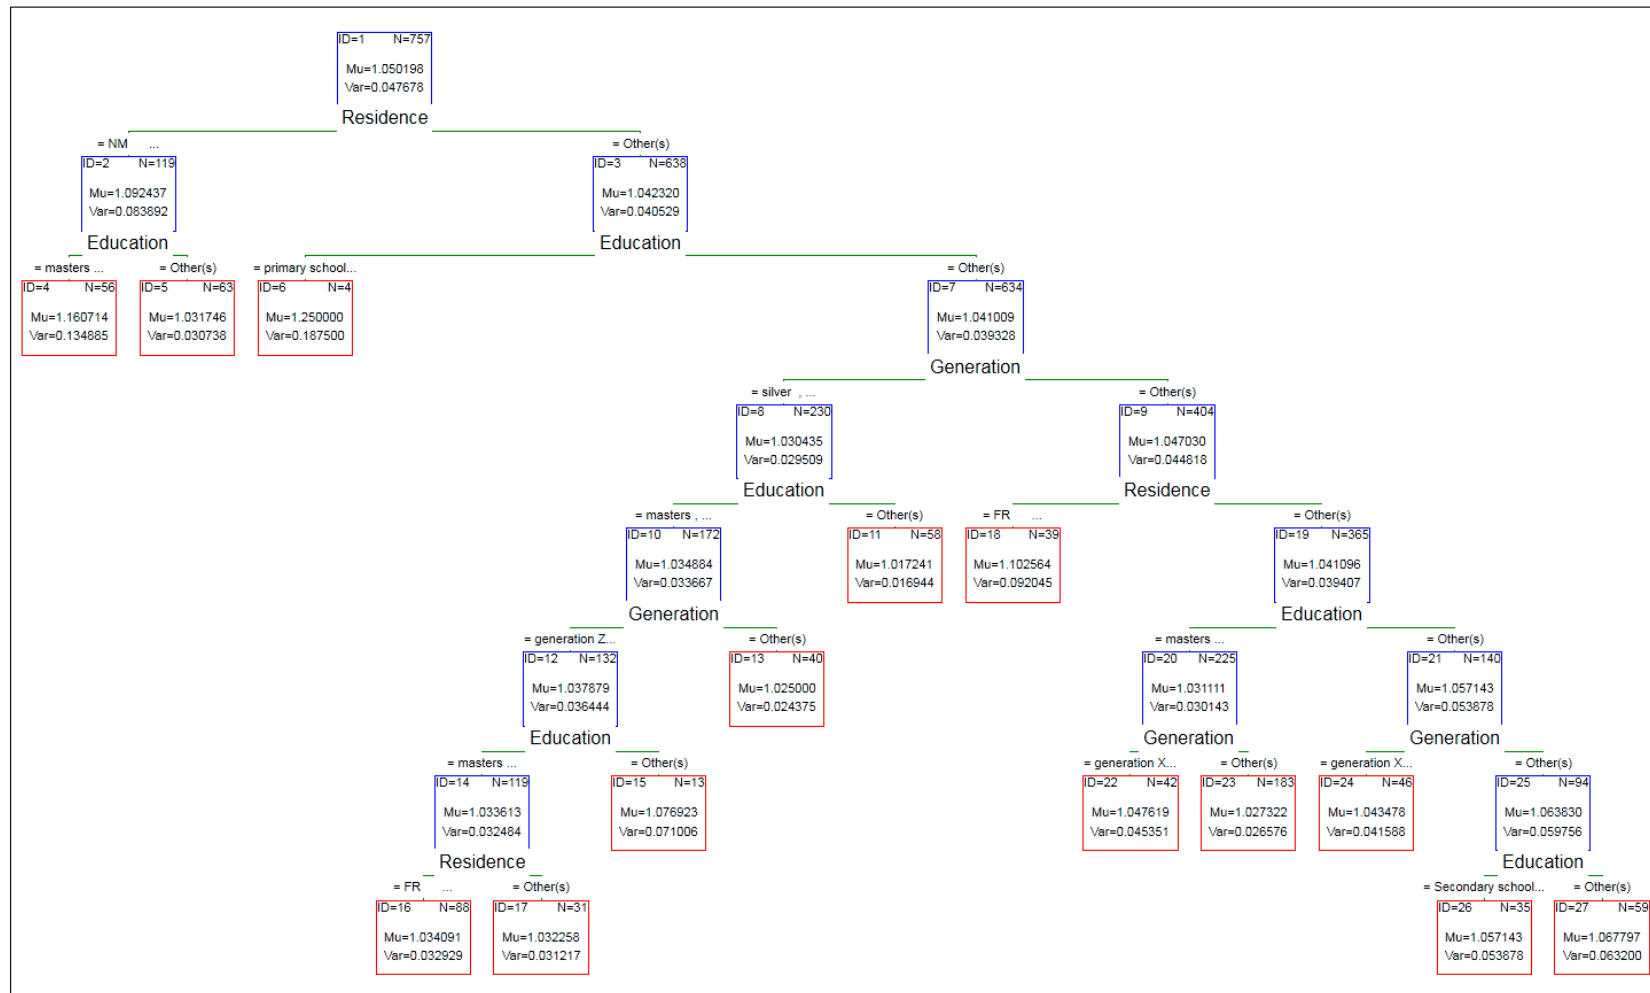 ID=1 N=757
Mu=1.050198
Var=0.047678
Residence
= NM ...
= Other(s)
ID=2 N=119
Mu=1.092437
Var=0.083892
Education
ID=3 N=638
Mu=1.042320
Var=0.040529
Education
= masters ...
= Other(s)
= primary school...
= Other(s)
ID=4 N=56
Mu=1.160714
Var=0.134885
ID=5 N=63
Mu=1.031746
Var=0.030738
ID=6 N=4
Mu=1.250000
Var=0.187500
ID=7 N=634
Mu=1.041009
Var=0.039328
Generation
= silver , ...
= Other(s)
ID=8 N=230
Mu=1.030435
Var=0.029509
Education
ID=9 N=404
Mu=1.047030
Var=0.044818
Residence
= masters , ...
= Other(s)
= FR ...
= Other(s)
ID=10 N=172
Mu=1.034884
Var=0.033667
Generation
ID=11 N=58
Mu=1.017241
Var=0.016944
ID=18 N=39
Mu=1.102564
Var=0.092045
ID=19 N=365
Mu=1.041096
Var=0.039407
Education
= generation Z...
= Other(s)
= masters ...
= Other(s)
ID=12 N=132
Mu=1.037879
Var=0.036444
Education
ID=13 N=40
Mu=1.025000
Var=0.024375
ID=20 N=225
Mu=1.031111
Var=0.030143
Generation
ID=21 N=140
Mu=1.057143
Var=0.053878
Generation
= masters ...
= Other(s)
= generation X...
= Other(s)
= generation X...
= Other(s)
ID=14 N=119
Mu=1.033613
Var=0.032484
Residence
ID=15 N=13
Mu=1.076923
Var=0.071006
ID=22 N=42
Mu=1.047619
Var=0.045351
ID=23 N=183
Mu=1.027322
Var=0.026576
ID=24 N=46
Mu=1.043478
Var=0.041588
ID=25 N=94
Mu=1.063830
Var=0.059756
Education
= FR ...
= Other(s)
= Secondary school...
= Other(s)
ID=16 N=88
Mu=1.034091
Var=0.032929
ID=17 N=31
Mu=1.032258
Var=0.031217
ID=26 N=35
Mu=1.057143
Var=0.053878
ID=27 N=59
Mu=1.067797
Var=0.063200